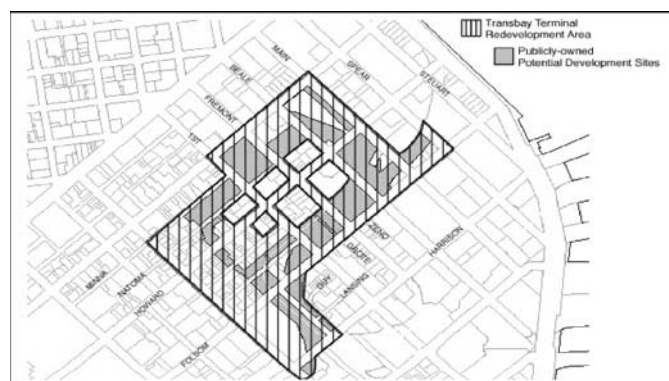 Transbay Terminal
Redevelopment Area
Publicly-owned
Potential Development Sites
MAIN
SPEAR
STEUART
BEALE
FREMONT
1ST
MINNA
NATOMA
HOWARD
FOLSOM
ZENO
GROTE
GUY
LANSING
HARRISON